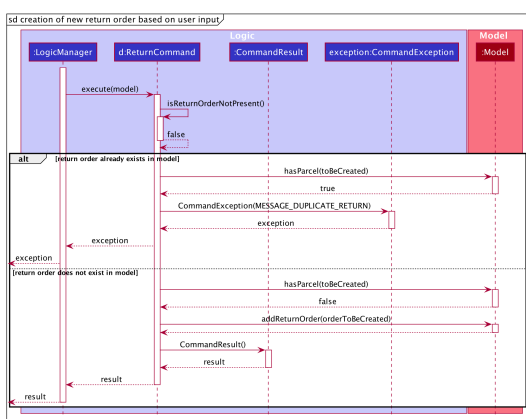 sd creation of new return order based on user input
Logic
Model
:LogicManager
d:ReturnCommand
:CommandResult
exception:CommandException
:Model
execute(model)
isReturnOrderNotPresent()
false
alt
[return order already exists in model]
hasParcel(toBeCreated)
true
CommandException(MESSAGE_DUPLICATE_RETURN)
exception
exception
exception
[return order does not exist in model]
hasParcel(toBeCreated)
false
addReturnOrder(orderToBeCreated)
CommandResult()
result
result
result